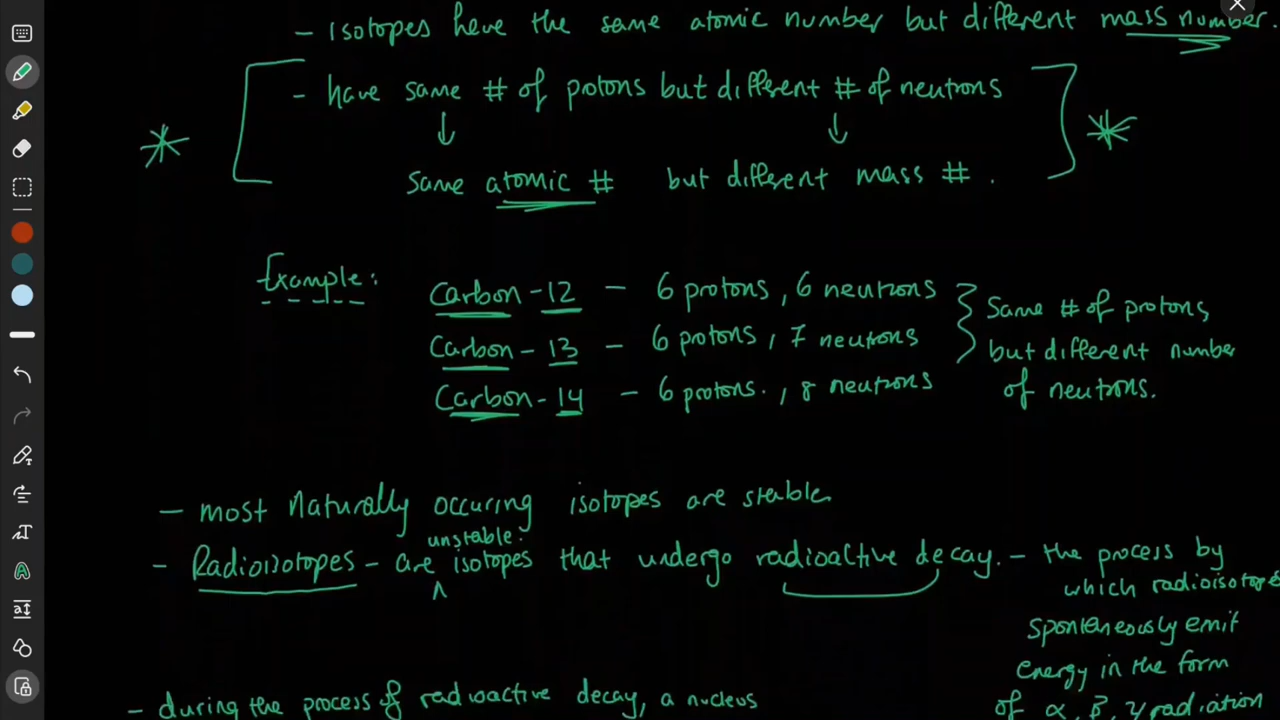 - isotopes have the same atomic number but different mass number.
- have same # of protons but different # of neutrons
same atomic # but different mass # .
Example:
Carbon - 12 - 6 protons, 6 neutrons
Carbon - 13 - 6 protons, 7 neutrons
Carbon - 14 - 6 protons. , 8 neutrons
Same # of protons
but different number
of neutrons.
- most Naturally occuring isotopes are stable
unstable.
- Radioisotopes - are isotopes that undergo radioactive decay. - the process by
which radioisotopes
spontaneously emit
energy in the form
of α, β, γ radiation
- during the process of radioactive decay, a nucleus